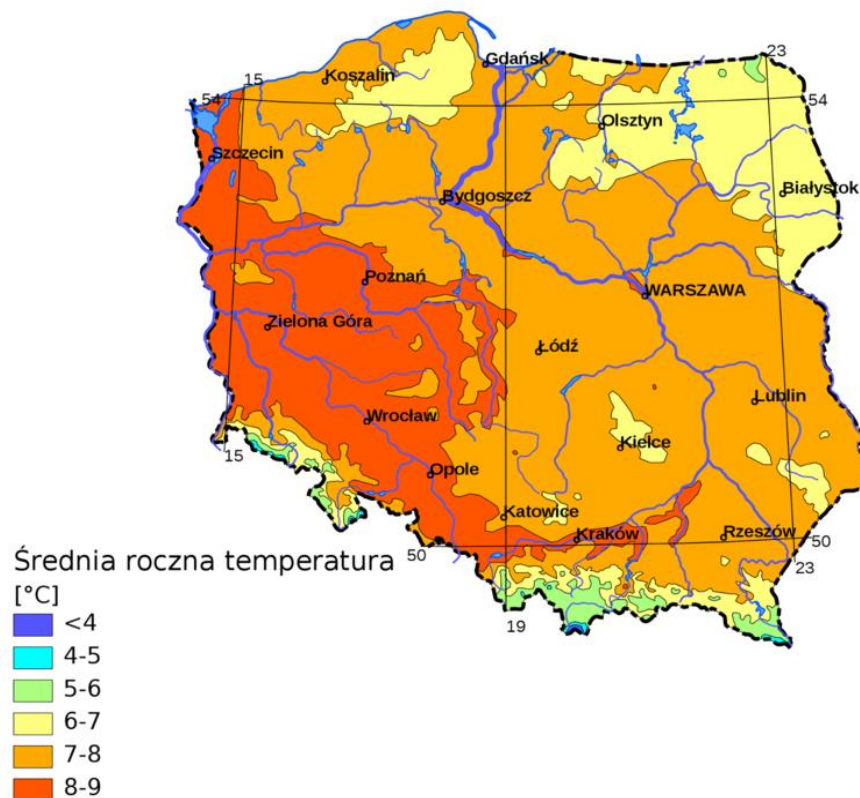 Gdańsk
23
Koszalin
15
54
54
Olsztyn
Szczecin
Białystok
Bydgoszcz
Poznań
WARSZAWA
Zielona Góra
Łódź
Lublin
Wrocław
Kielce
15
Opole
Katowice
Rzeszów
Kraków
50
50
23
19
Średnia roczna temperatura
[°C]
<4
4-5
5-6
6-7
7-8
8-9